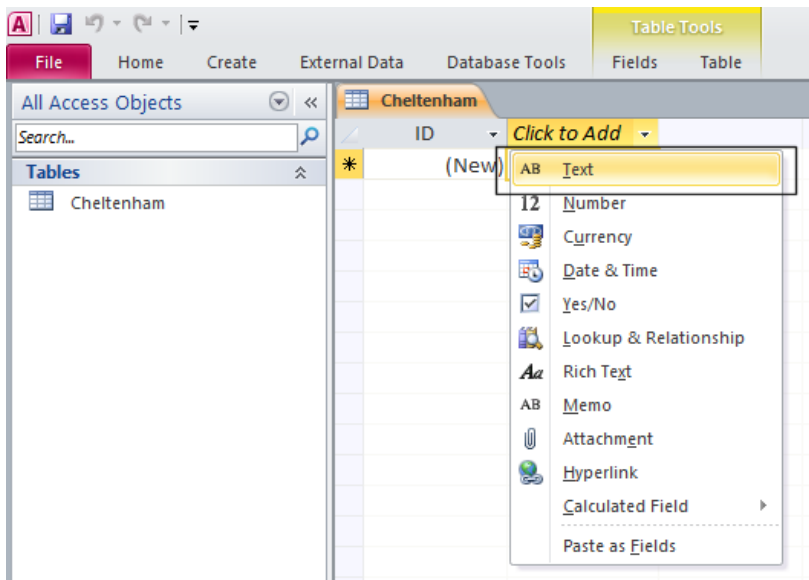 A
Table Tools
File Home Create External Data Database Tools Fields Table
All Access Objects
Search...
Tables
Cheltenham
Cheltenham
ID Click to Add
(New)
AB Text
12 Number
Currency
Date & Time
Yes/No
Lookup & Relationship
Aa Rich Text
AB Memo
Attachment
Hyperlink
Calculated Field
Paste as Fields